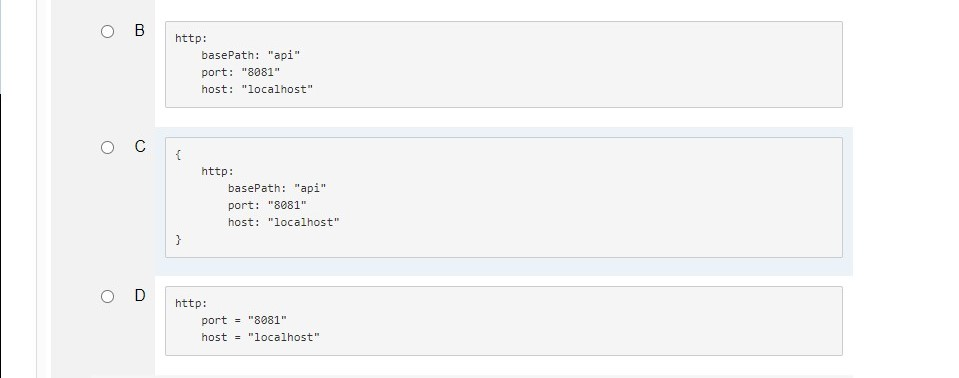 B
http:
basePath: "api"
port: "8081"
host: "localhost"
C
{
http:
basePath: "api"
port: "8081"
host: "localhost"
}
D
http:
port = "8081"
host = "localhost"